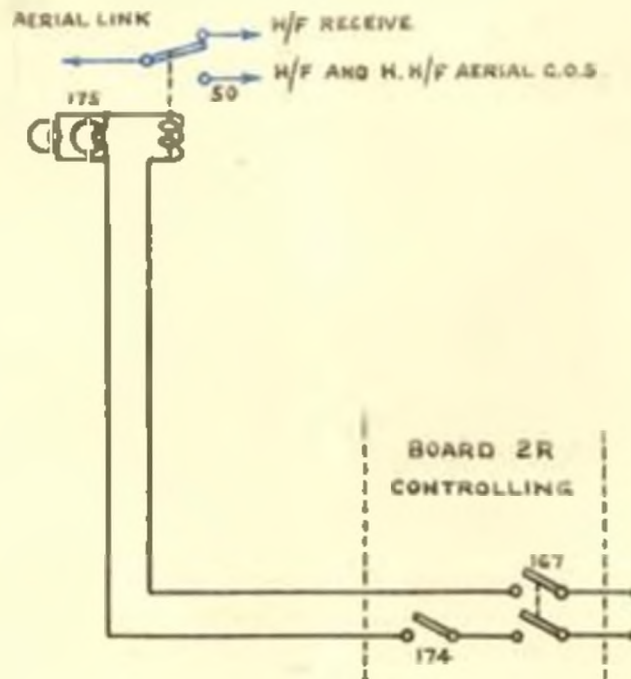 AERIAL LINK
H/F RECEIVE
H/F AND H.H/F AERIAL C.O.S.
50
175
BOARD 2R
CONTROLLING
167
174